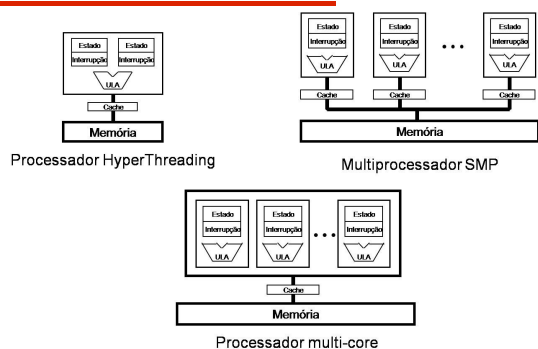 Estado Estado
Interrupção Interrupção
ULA
Cache
Memória
Processador HyperThreading
Estado Estado Estado
Interrupção Interrupção ... Interrupção
ULA ULA ULA
Cache Cache Cache
Memória
Multiprocessador SMP
Estado Estado Estado
Interrupção Interrupção ... Interrupção
ULA ULA ULA
Cache
Memória
Processador multi-core